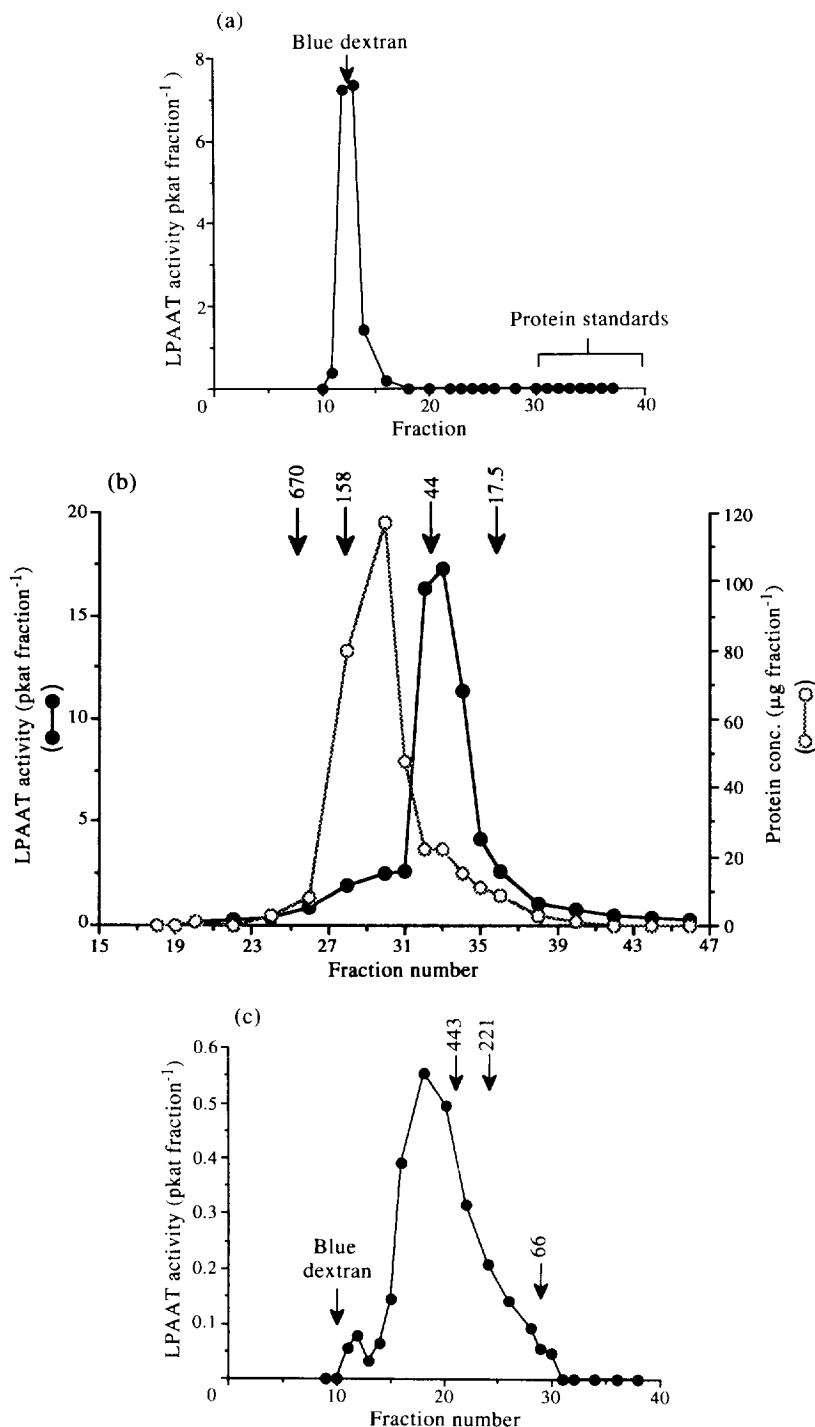 (a)
Blue dextran
LPAAT activity pkat fraction⁻¹
8
6
4
2
Protein standards
0 10 20 30 40
Fraction
(b)
670 158 44 17.5
LPAAT activity (pkat fraction⁻¹)
20
15
10
5
0
Protein conc. (µg fraction⁻¹)
120
100
80
60
40
20
0
15 19 23 27 31 35 39 43 47
Fraction number
(c)
443 221
LPAAT activity (pkat fraction⁻¹)
0.6
0.5
0.4
0.3
0.2
0.1
Blue
dextran
66
0 10 20 30 40
Fraction number